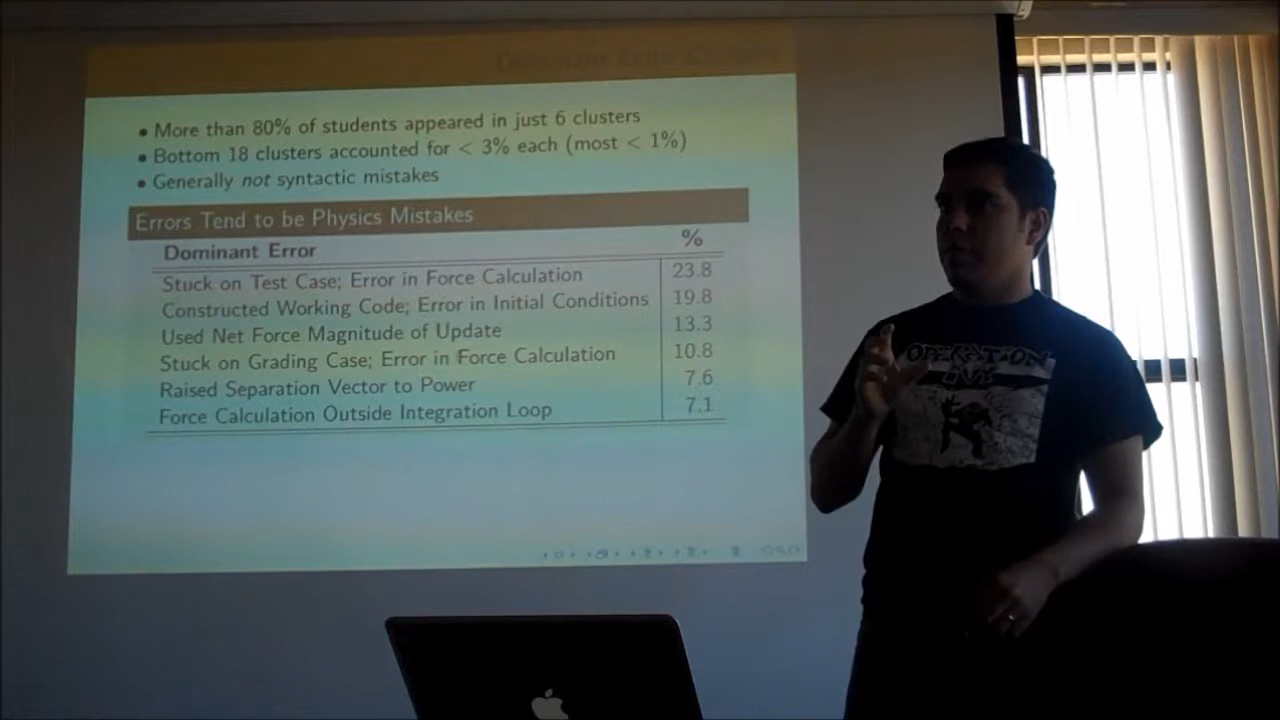 • More than 80% of students appeared in just 6 clusters
• Bottom 18 clusters accounted for < 3% each (most < 1%)
• Generally not syntactic mistakes
Errors Tend to be Physics Mistakes
Dominant Error %
Stuck on Test Case; Error in Force Calculation 23.8
Constructed Working Code; Error in Initial Conditions 19.8
Used Net Force Magnitude of Update 13.3
Stuck on Grading Case; Error in Force Calculation 10.8
Raised Separation Vector to Power 7.6
Force Calculation Outside Integration Loop 7.1
OPERATION
IVY